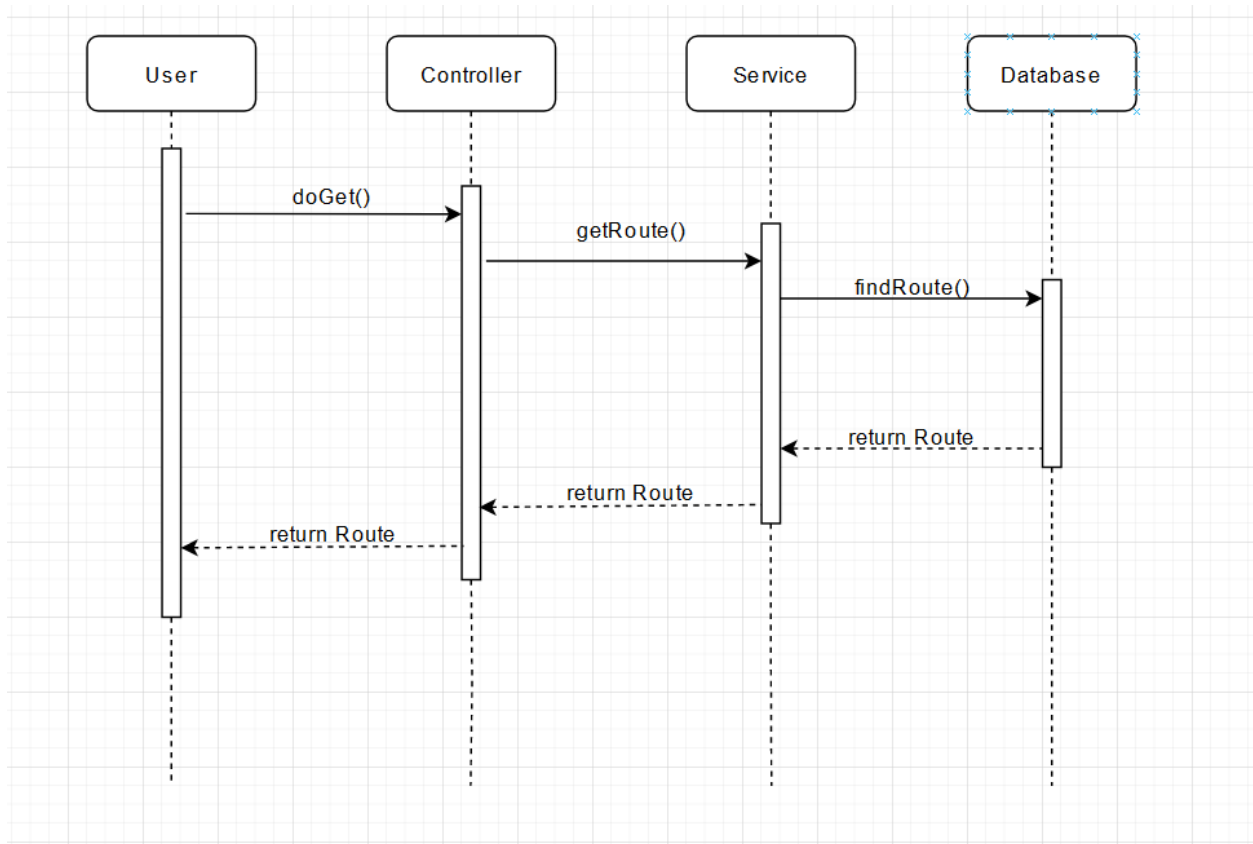 User
Controller
Service
Database
doGet()
getRoute()
findRoute()
return Route
return Route
return Route